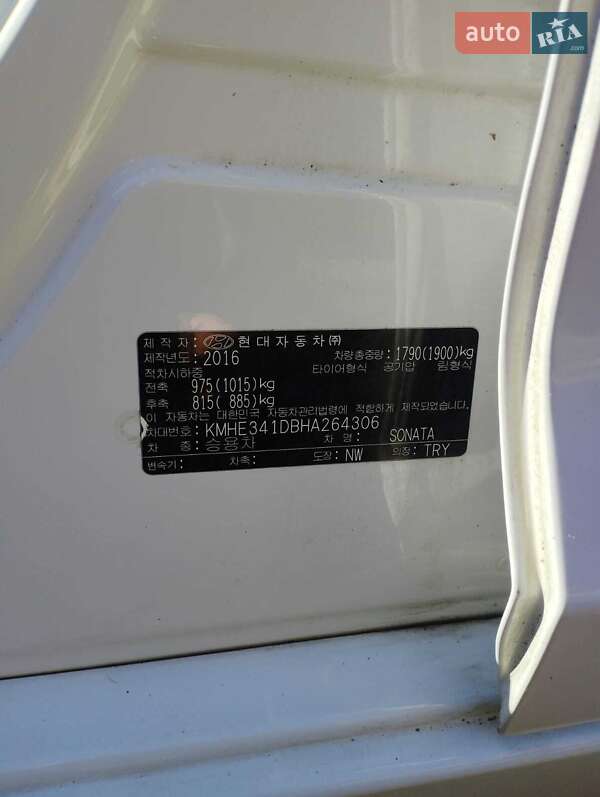 auto RIA.com
제 작 자: 현대자동차㈜
제작년도: 2016 차량총중량: 1790(1900)kg
적차시하중 타이어형식 공기압 림형식
전축 975(1015)kg
후축 815( 885)kg
이 자동차는 대한민국 자동차관리법령에 적합하게 제작되었습니다.
차대번호: KMHE341DBHA264306
차 종: 승용차 차 명: SONATA
변속기: 차축: 도장: NW 의장: TRY